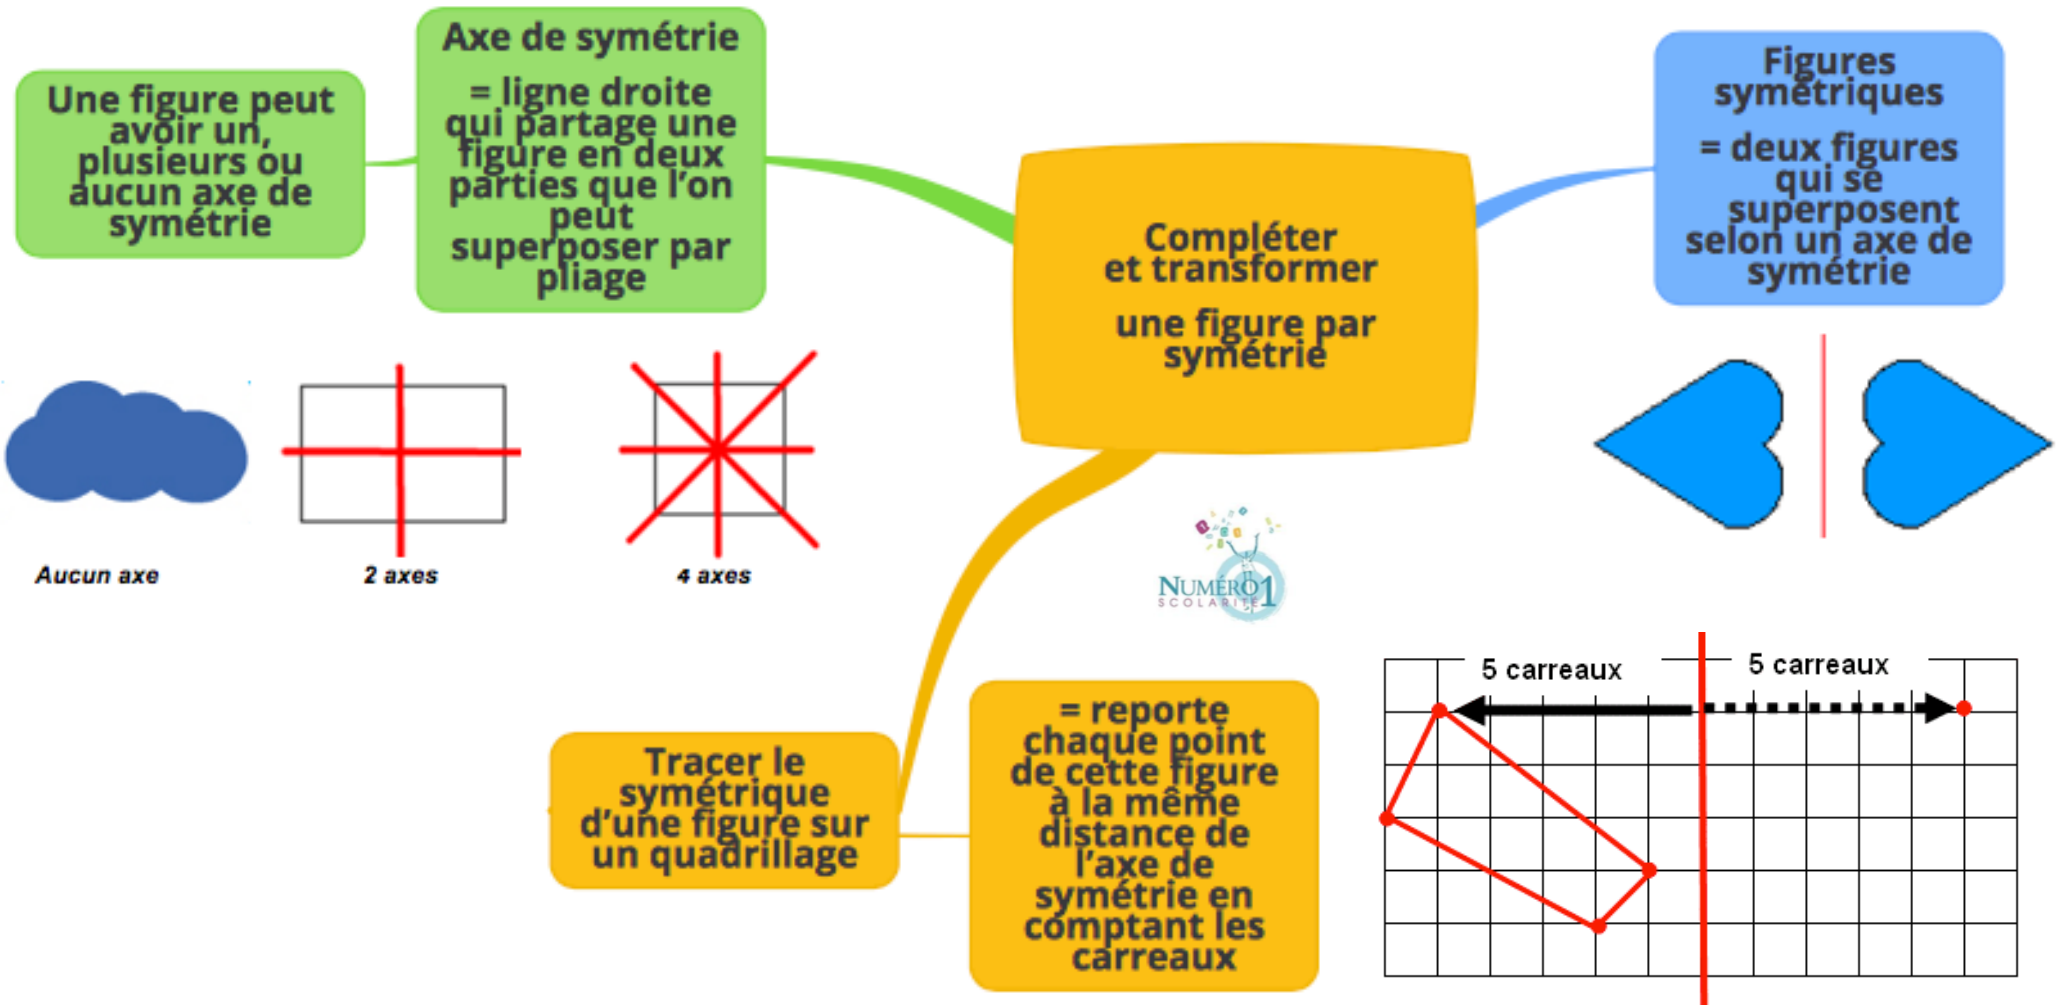 Axe de symétrie
= ligne droite
qui partage une
figure en deux
parties que l'on
peut
superposer par
pliage
Une figure peut
avoir un,
plusieurs ou
aucun axe de
symétrie
Compléter
et transformer
une figure par
symétrie
Figures
symétriques
= deux figures
qui se
superposent
selon un axe de
symétrie
Aucun axe
2 axes
4 axes
NUMÉRO1
SCOLARITÉ
Tracer le
symétrique
d'une figure sur
un quadrillage
= reporte
chaque point
de cette figure
à la même
distance de
l'axe de
symétrie en
comptant les
carreaux
5 carreaux
5 carreaux